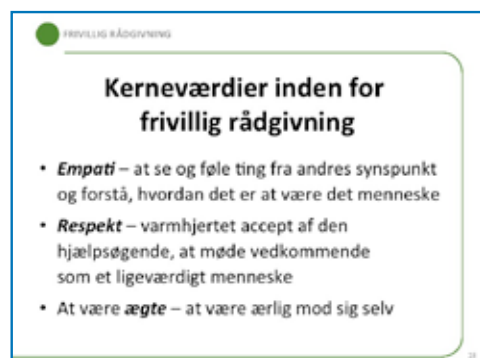 FRIVILLIG RÅDGIVNING
Kerneværdier inden for
frivillig rådgivning
• Empati – at se og føle ting fra andres synspunkt
og forstå, hvordan det er at være det menneske
• Respekt – varmhjertet accept af den
hjælpsøgende, at møde vedkommende
som et ligeværdigt menneske
• At være ægte – at være ærlig mod sig selv